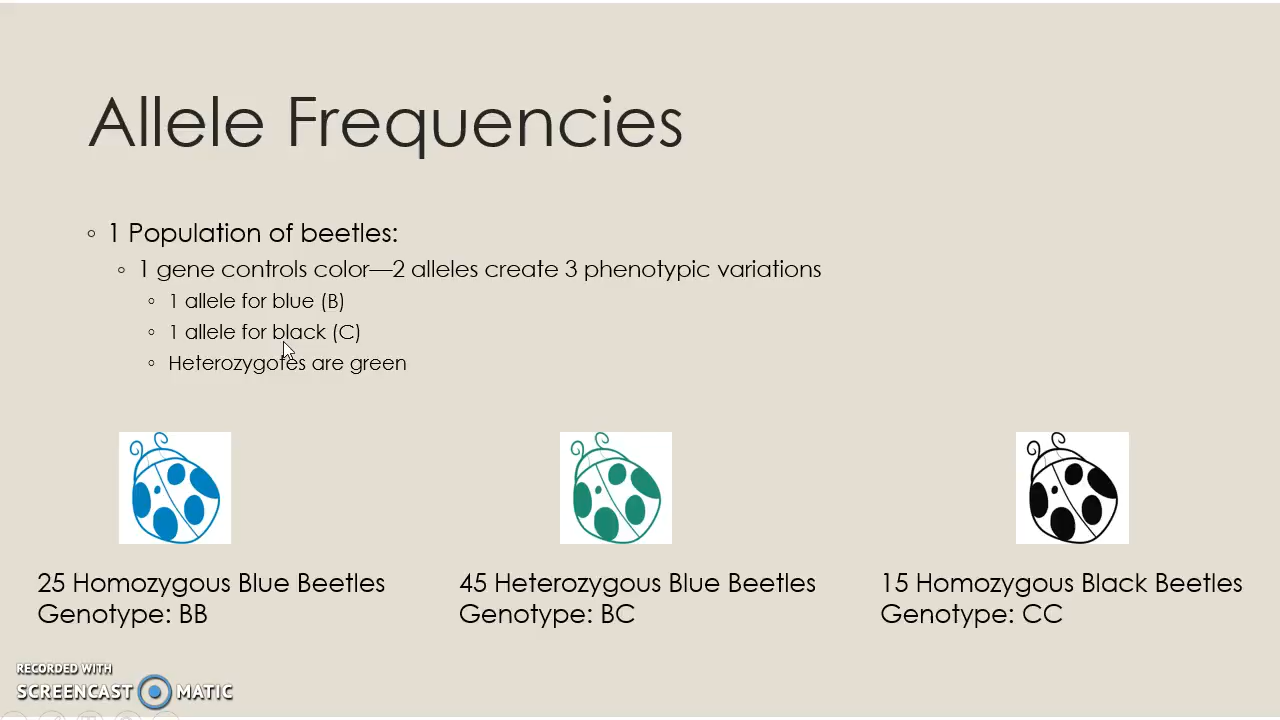 Allele Frequencies
◦ 1 Population of beetles:
◦ 1 gene controls color—2 alleles create 3 phenotypic variations
◦ 1 allele for blue (B)
◦ 1 allele for black (C)
◦ Heterozygotes are green
25 Homozygous Blue Beetles
Genotype: BB
45 Heterozygous Blue Beetles
Genotype: BC
15 Homozygous Black Beetles
Genotype: CC
RECORDED WITH
SCREENCAST MATIC